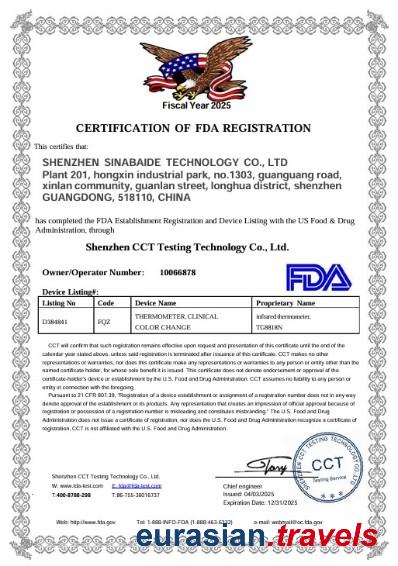 Fiscal Year 2025
CERTIFICATION OF FDA REGISTRATION
This certifies that:
SHENZHEN SINABAIDE TECHNOLOGY CO., LTD
Plant 201, hongxin industrial park, no.1303, guanguang road,
xinlan community, guanlan street, longhua district, shenzhen
GUANGDONG, 518110, CHINA
has completed the FDA Establishment Registration and Device Listing with the US Food & Drug
Administration, through
Shenzhen CCT Testing Technology Co., Ltd.
Owner/Operator Number: 10066878
FDA
Device Listing#:
Listing No Code Device Name Proprietary Name
D384841 FQZ THERMOMETER, CLINICAL COLOR CHANGE infrared thermometer. TG8818N
CCT will confirm that such registration remains effective upon request and presentation of this certificate until the end of the
calendar year stated above, unless said registration is terminated after issuance of this certificate. CCT makes no other
representations or warranties, nor does this certificate make any representations or warranties to any person or entity other than the
named certificate holder, for whose sole benefit it is issued. This certificate does not denote endorsement or approval of the
certificate-holder's device or establishment by the U.S. Food and Drug Administration. CCT assumes no liability to any person or
entity in connection with the foregoing.
Pursuant to 21 CFR 807.39, "Registration of a device establishment or assignment of a registration number does not in any way
denote approval of the establishment or its products. Any representation that creates an impression of official approval because of
registration or possession of a registration number is misleading and constitutes misbranding." The U.S. Food and Drug
Administration does not issue a certificate of registration, nor does the U.S. Food and Drug Administration recognize a certificate of
registration, CCT is not affiliated with the U.S. Food and Drug Administration.
CCT
Testing Service
Shenzhen CCT Testing Technology Co., Ltd.
W: www.fda-test.com E: fda@fda-test.com
T:400-8788-298
Chief engineer
Issued: 04/03/2025
Expiration Date: 12/31/2025
Web: http://www.fda.gov Tel: 1-888-INFO-FDA (1-888-463-6332) e-mail: webmail@oc.fda.gov
eurasian.travels